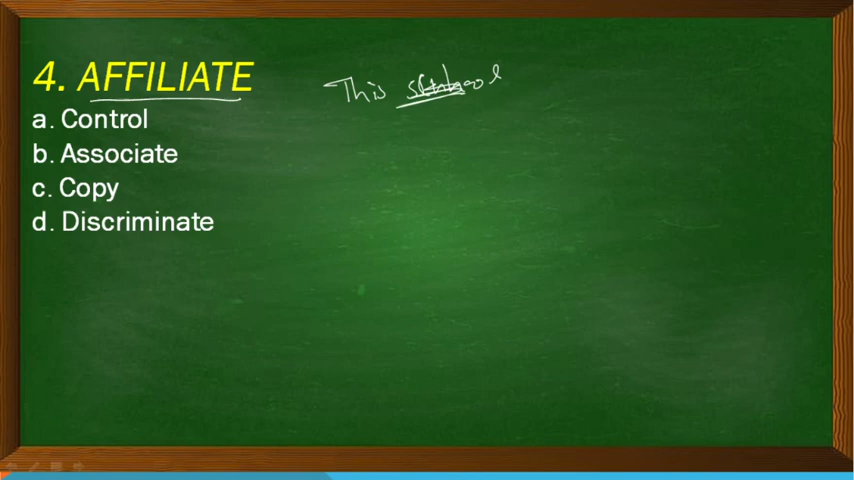 4. AFFILIATE
This
a. Control
b. Associate
c. Copy
d. Discriminate